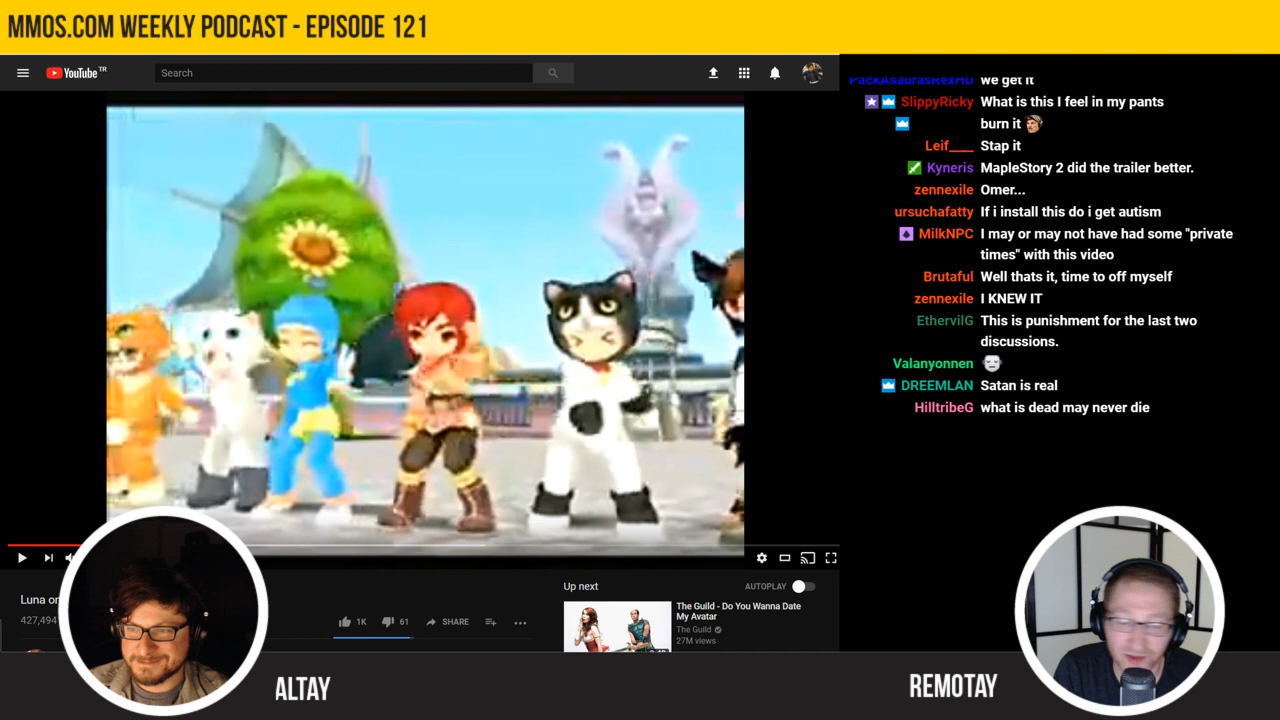 MMOS.COM WEEKLY PODCAST - EPISODE 121
YouTube TR
Search
PackAsaurasRexHD we get it
SlippyRicky What is this I feel in my pants
burn it
Leif____ Stap it
Kyneris MapleStory 2 did the trailer better.
zennexile Omer...
ursuchafatty If i install this do i get autism
MilkNPC I may or may not have had some "private
times" with this video
Brutaful Well thats it, time to off myself
zennexile I KNEW IT
EthervilG This is punishment for the last two
discussions.
Valanyonnen
DREEMLAN Satan is real
HilltribeG what is dead may never die
Luna
427,494
1K
61
SHARE
Up next
AUTOPLAY
The Guild - Do You Wanna Date
My Avatar
The Guild
27M views
ALTAY
REMOTAY